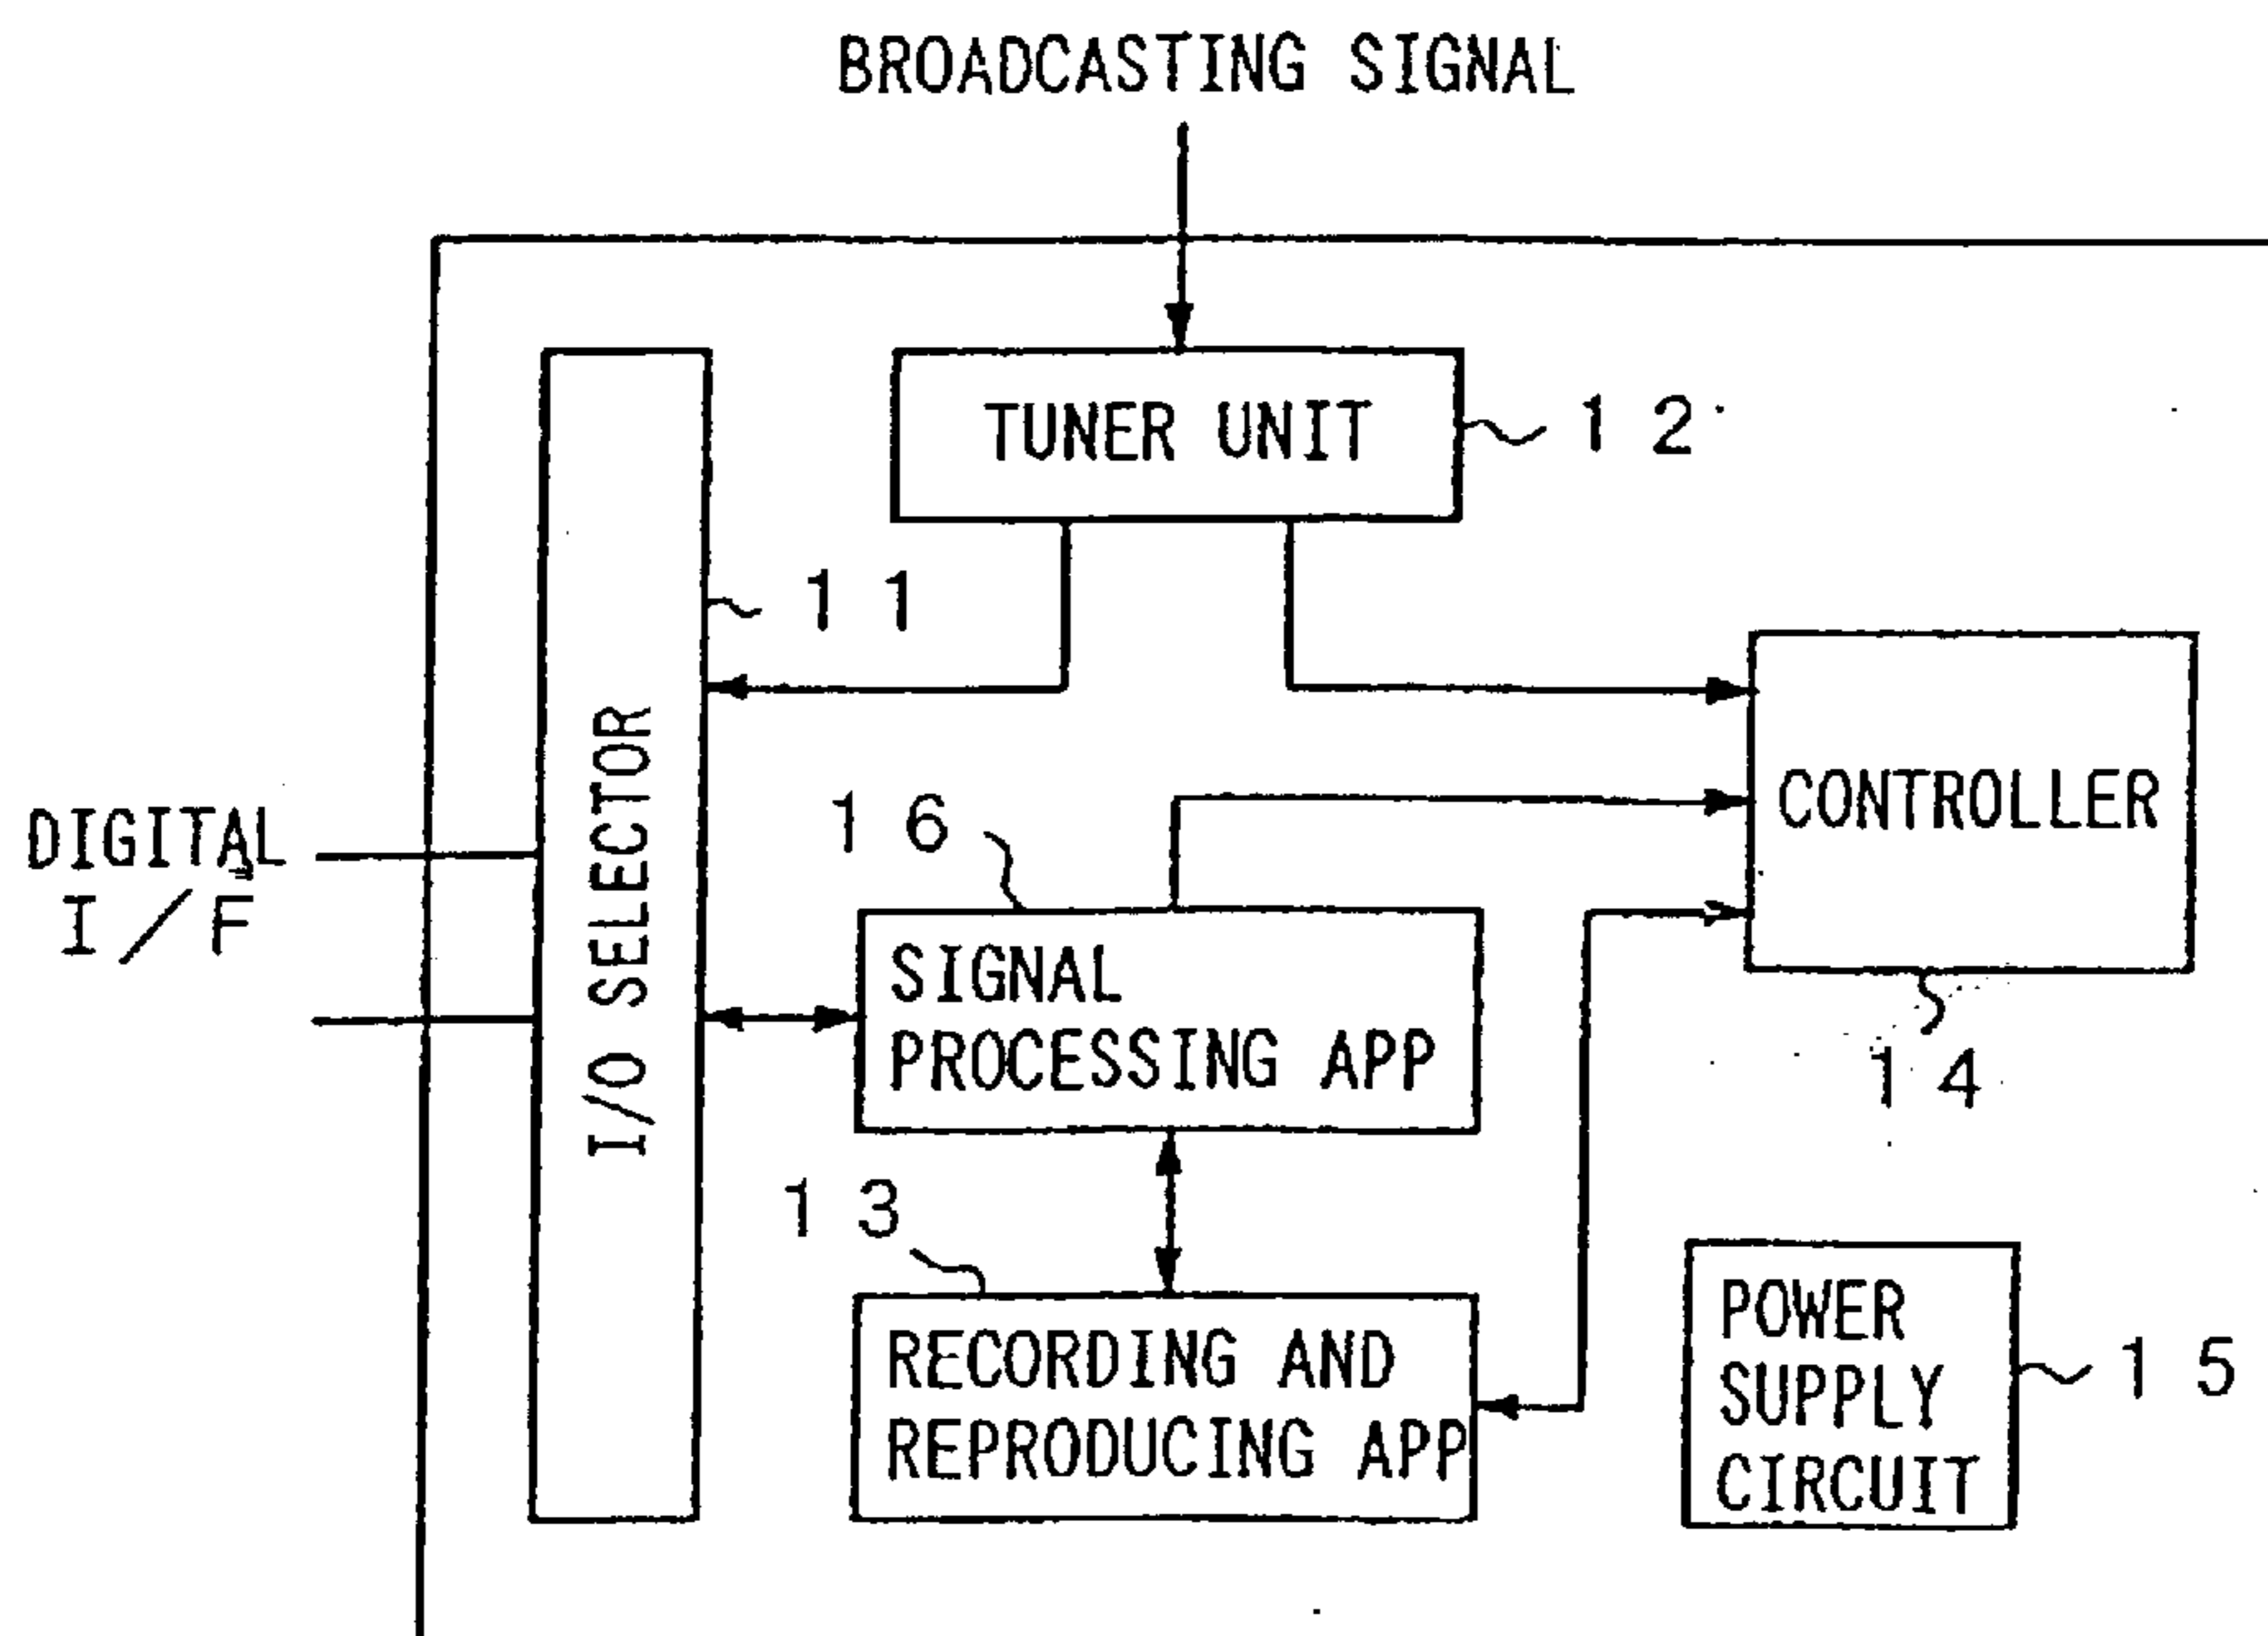 BROADCASTING SIGNAL
TUNER UNIT
12
11
I/O SELECTOR
DIGITAL
I/F
16
CONTROLLER
SIGNAL
PROCESSING APP
14
13
RECORDING AND
REPRODUCING APP
POWER
SUPPLY
CIRCUIT
15